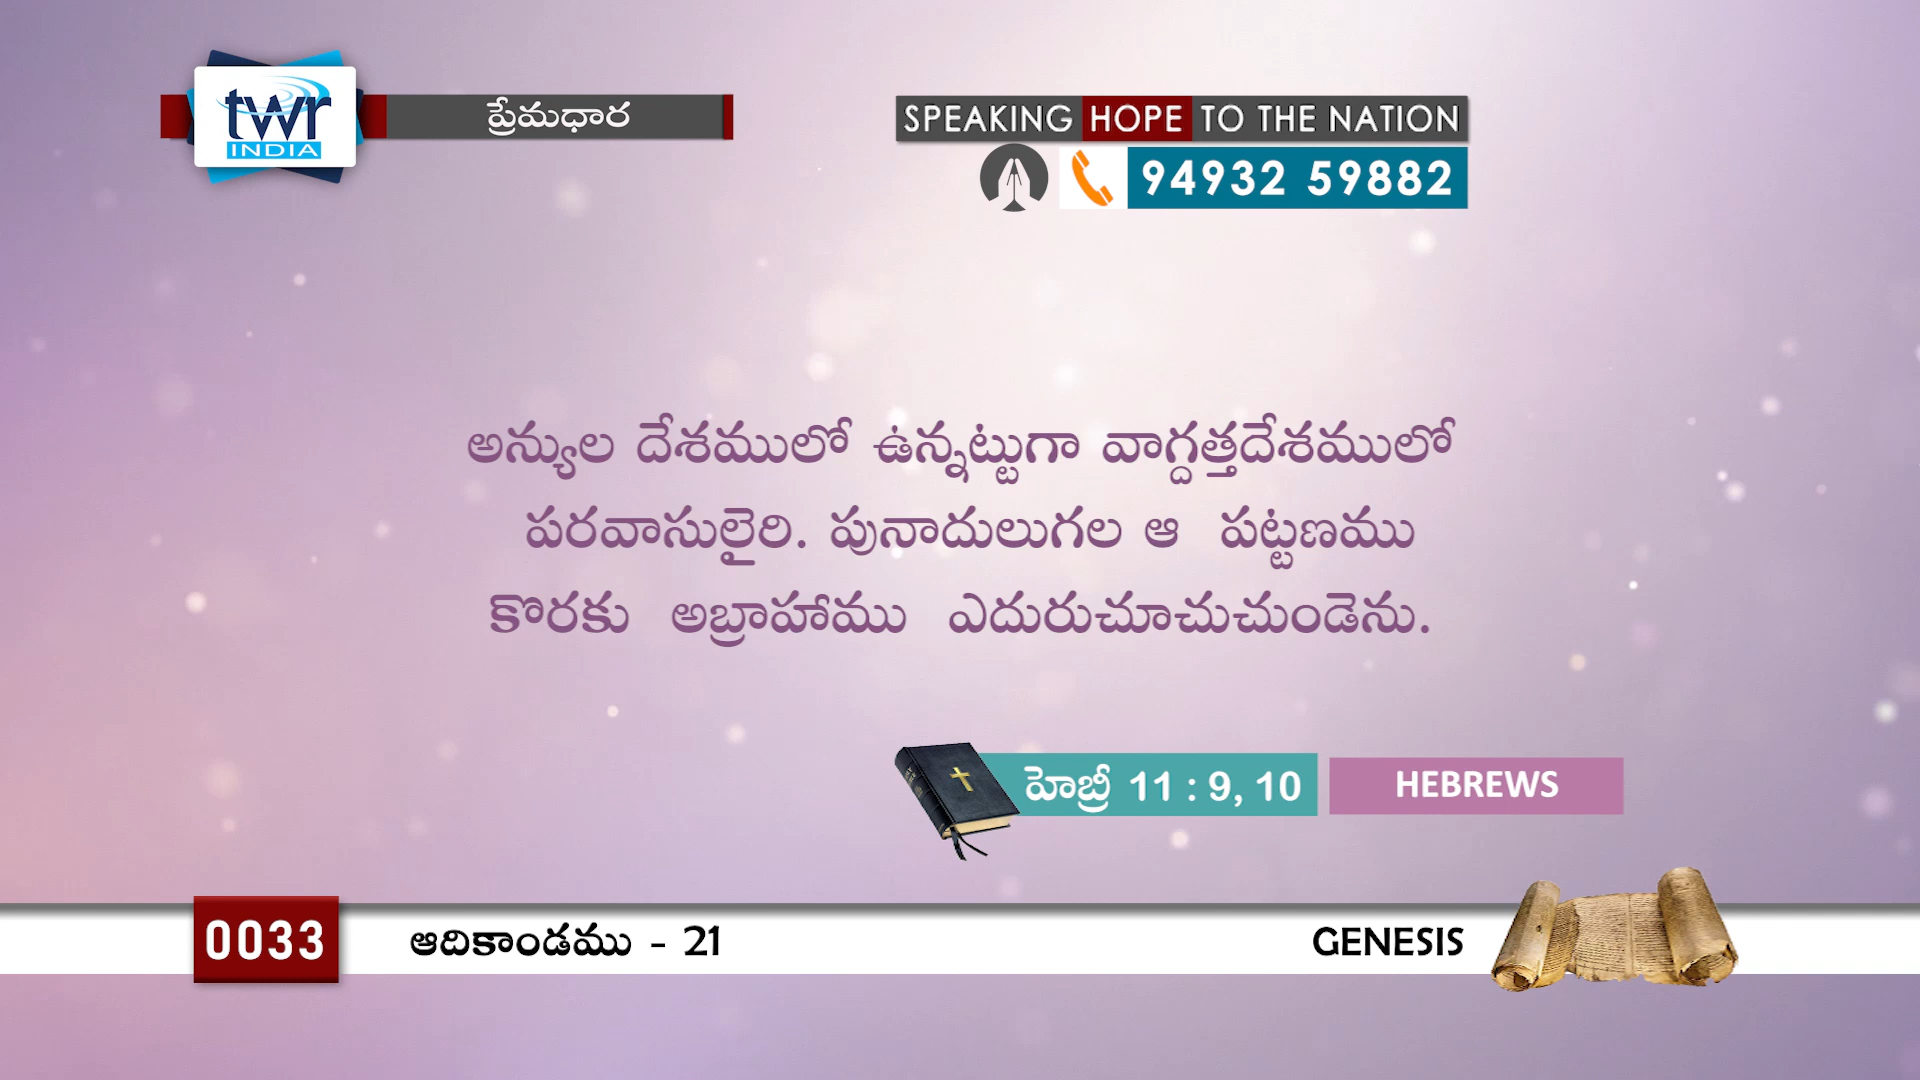 twr
INDIA
ప్రేమధార
SPEAKING HOPE TO THE NATION
94932 59882
అన్యుల దేశములో ఉన్నట్టుగా వాగ్దత్తదేశములో
పరవాసులైరి. పునాదులుగల ఆ పట్టణము
కొరకు అబ్రాహాము ఎదురుచూచుచుండెను.
హెబ్రీ 11 : 9, 10
HEBREWS
0033
ఆదికాండము - 21
GENESIS